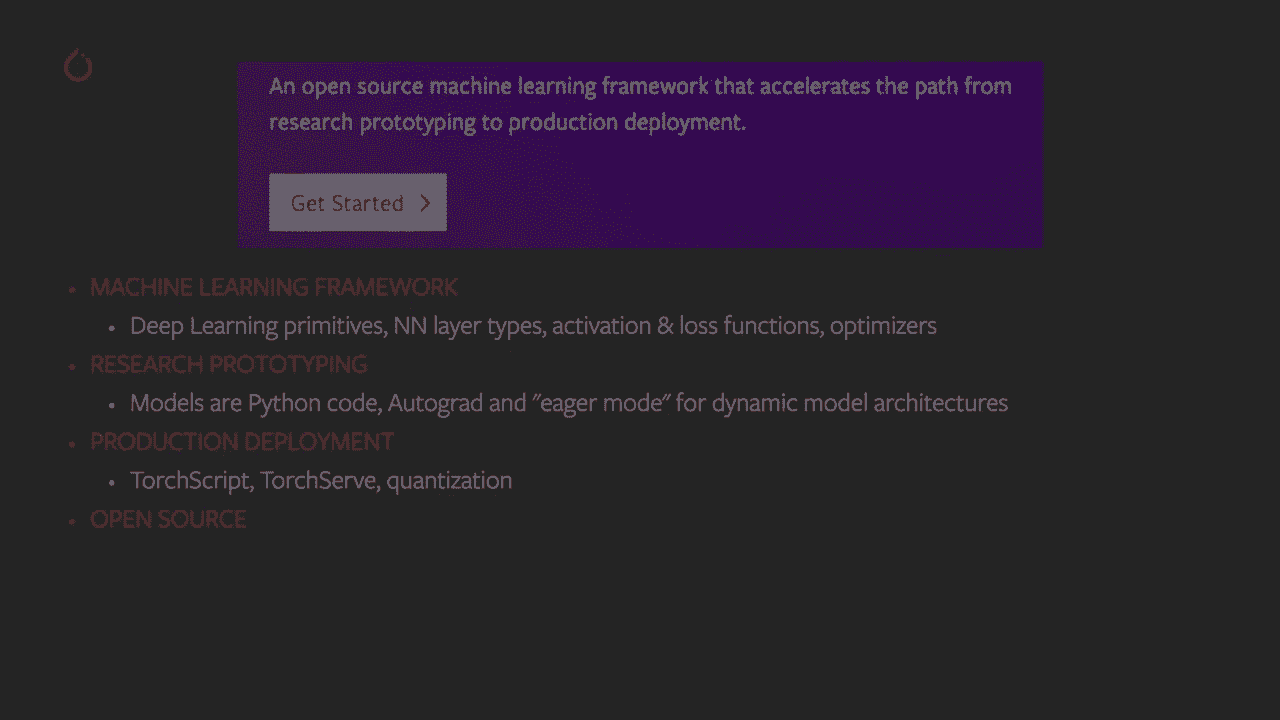 An open source machine learning framework that accelerates the path from
research prototyping to production deployment.
Get Started
• MACHINE LEARNING FRAMEWORK
• Deep Learning primitives, NN layer types, activation & loss functions, optimizers
• RESEARCH PROTOTYPING
• Models are Python code, Autograd and "eager mode" for dynamic model architectures
• PRODUCTION DEPLOYMENT
• TorchScript, TorchServe, quantization
• OPEN SOURCE